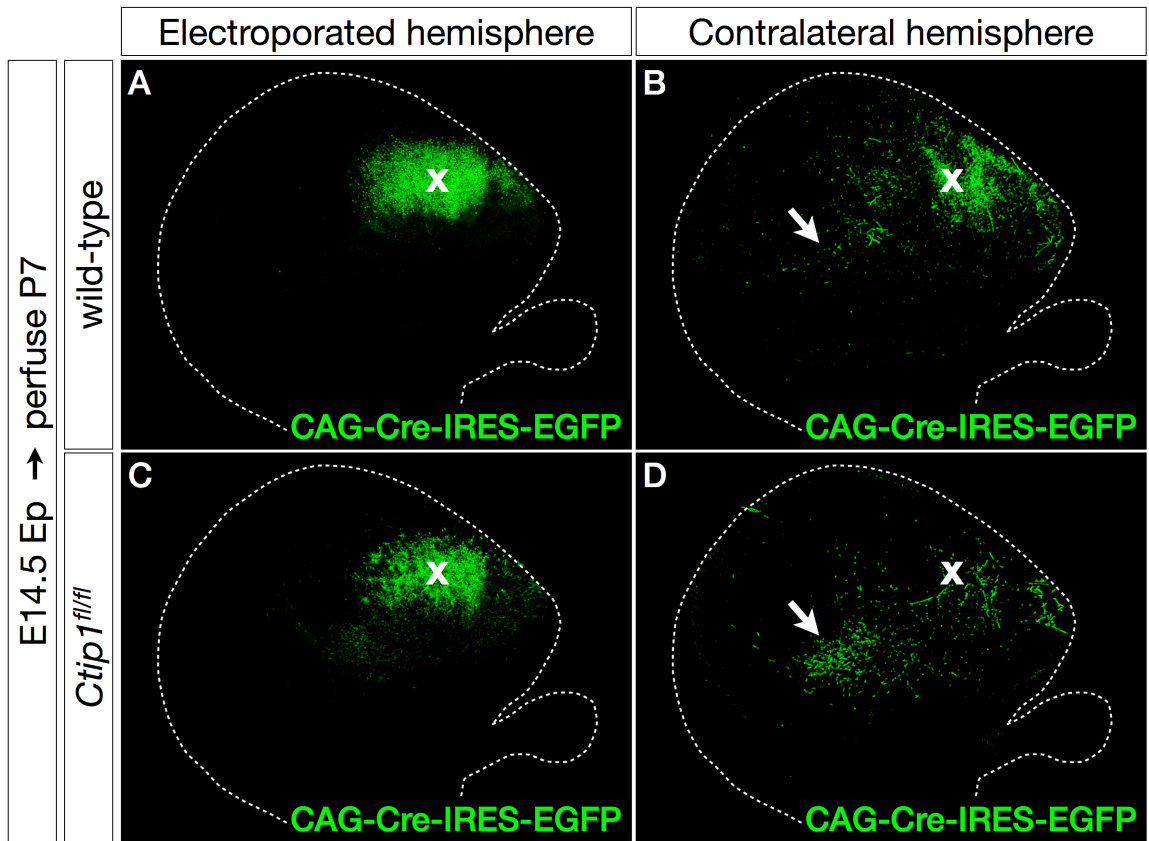 Electroporated hemisphere
Contralateral hemisphere
E14.5 Ep → perfuse P7
wild-type
A
X
CAG-Cre-IRES-EGFP
B
X
CAG-Cre-IRES-EGFP
Ctip1fl/fl
C
X
CAG-Cre-IRES-EGFP
D
X
CAG-Cre-IRES-EGFP